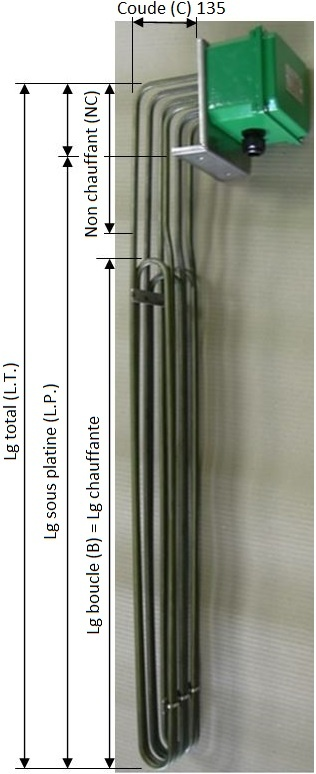 Coude (C) 135
Non chauffant (NC)
Lg total (L.T.)
Lg sous platine (L.P.)
Lg boucle (B) = Lg chauffante